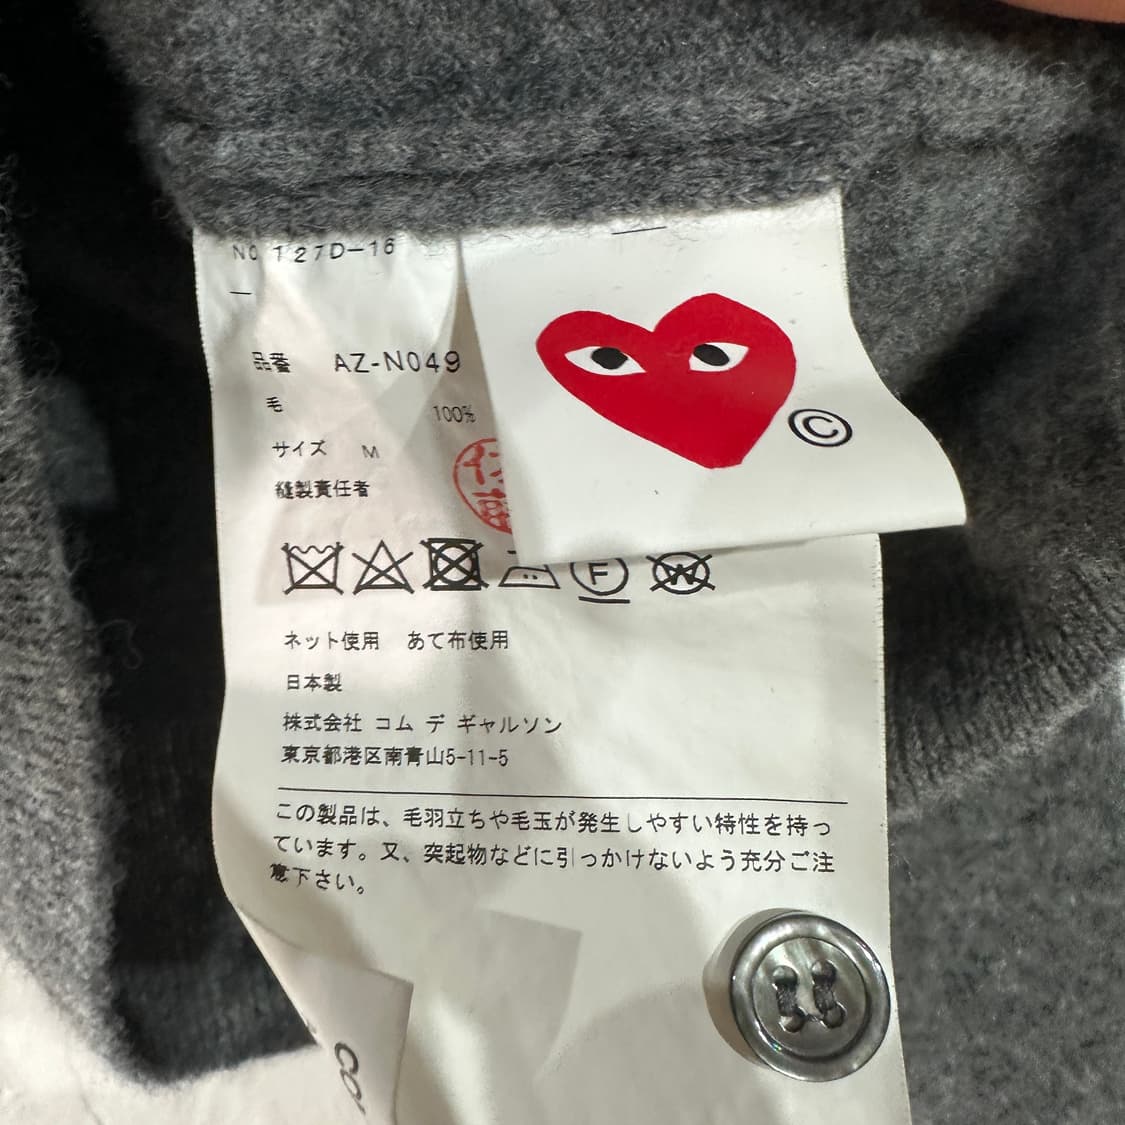 NO 127D-16
品番 AZ-N049
毛 100%
サイズ M
縫製責任者
©
F
W
ネット使用 あて布使用
日本製
株式会社 コム デ ギャルソン
東京都港区南青山5-11-5
この製品は、毛羽立ちや毛玉が発生しやすい特性を持っ
ています。又、突起物などに引っかけないよう充分ご注
意下さい。